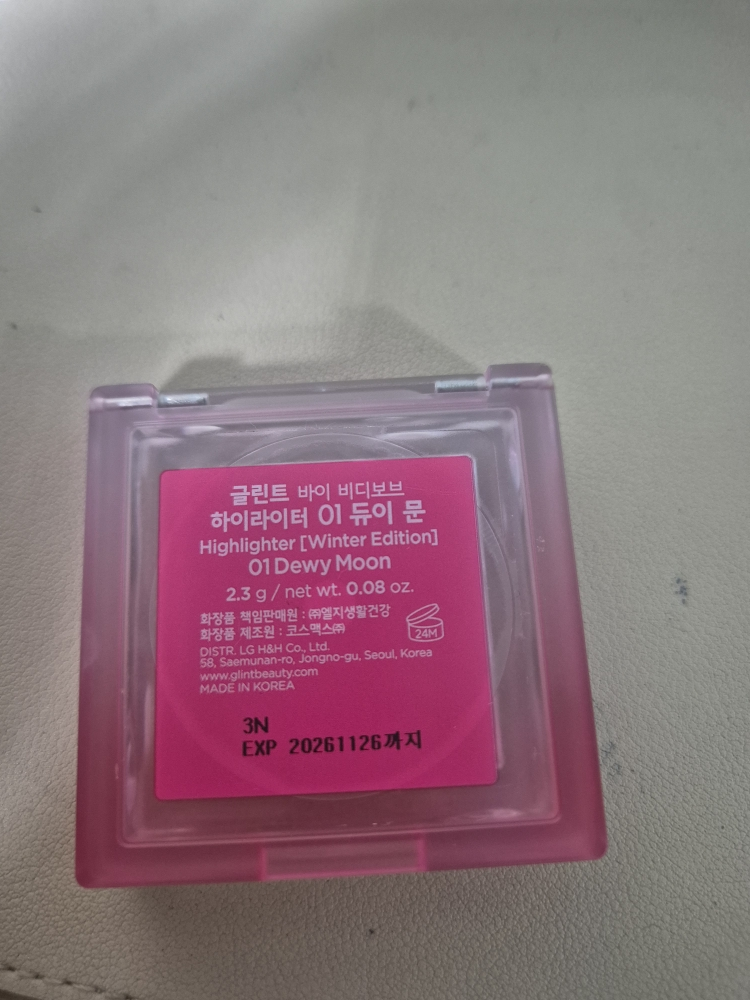 글린트 바이 비디보브
하이라이터 01 듀이 문
Highlighter [Winter Edition]
01 Dewy Moon
2.3 g / net wt. 0.08 oz.
화장품 책임판매원 : ㈜엘지생활건강
화장품 제조원 : 코스맥스㈜
24M
DISTR. LG H&H Co., Ltd.
58, Saemunan-ro, Jongno-gu, Seoul, Korea
www.glintbeauty.com
MADE IN KOREA
3N
EXP 20261126까지